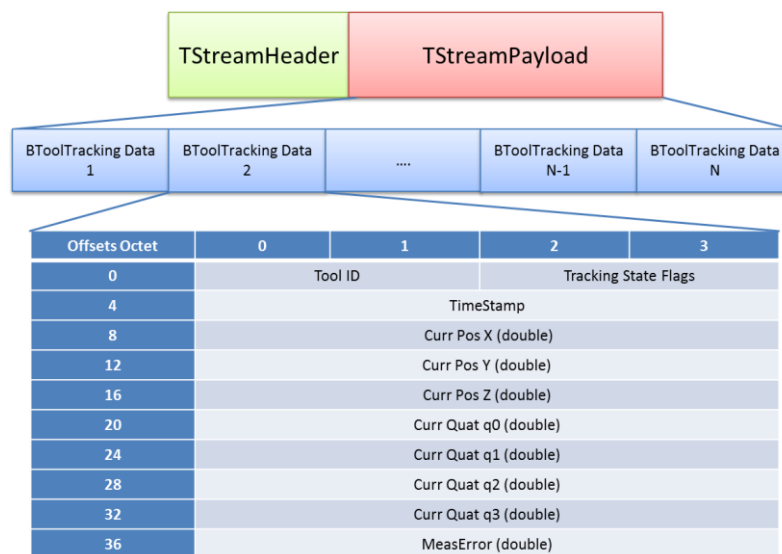 TStreamHeader TStreamPayload
BToolTracking Data BToolTracking Data .... BToolTracking Data BToolTracking Data
1 2 N-1 N
Offsets Octet 0 1 2 3
0 Tool ID Tracking State Flags
4 TimeStamp
8 Curr Pos X (double)
12 Curr Pos Y (double)
16 Curr Pos Z (double)
20 Curr Quat q0 (double)
24 Curr Quat q1 (double)
28 Curr Quat q2 (double)
32 Curr Quat q3 (double)
36 MeasError (double)